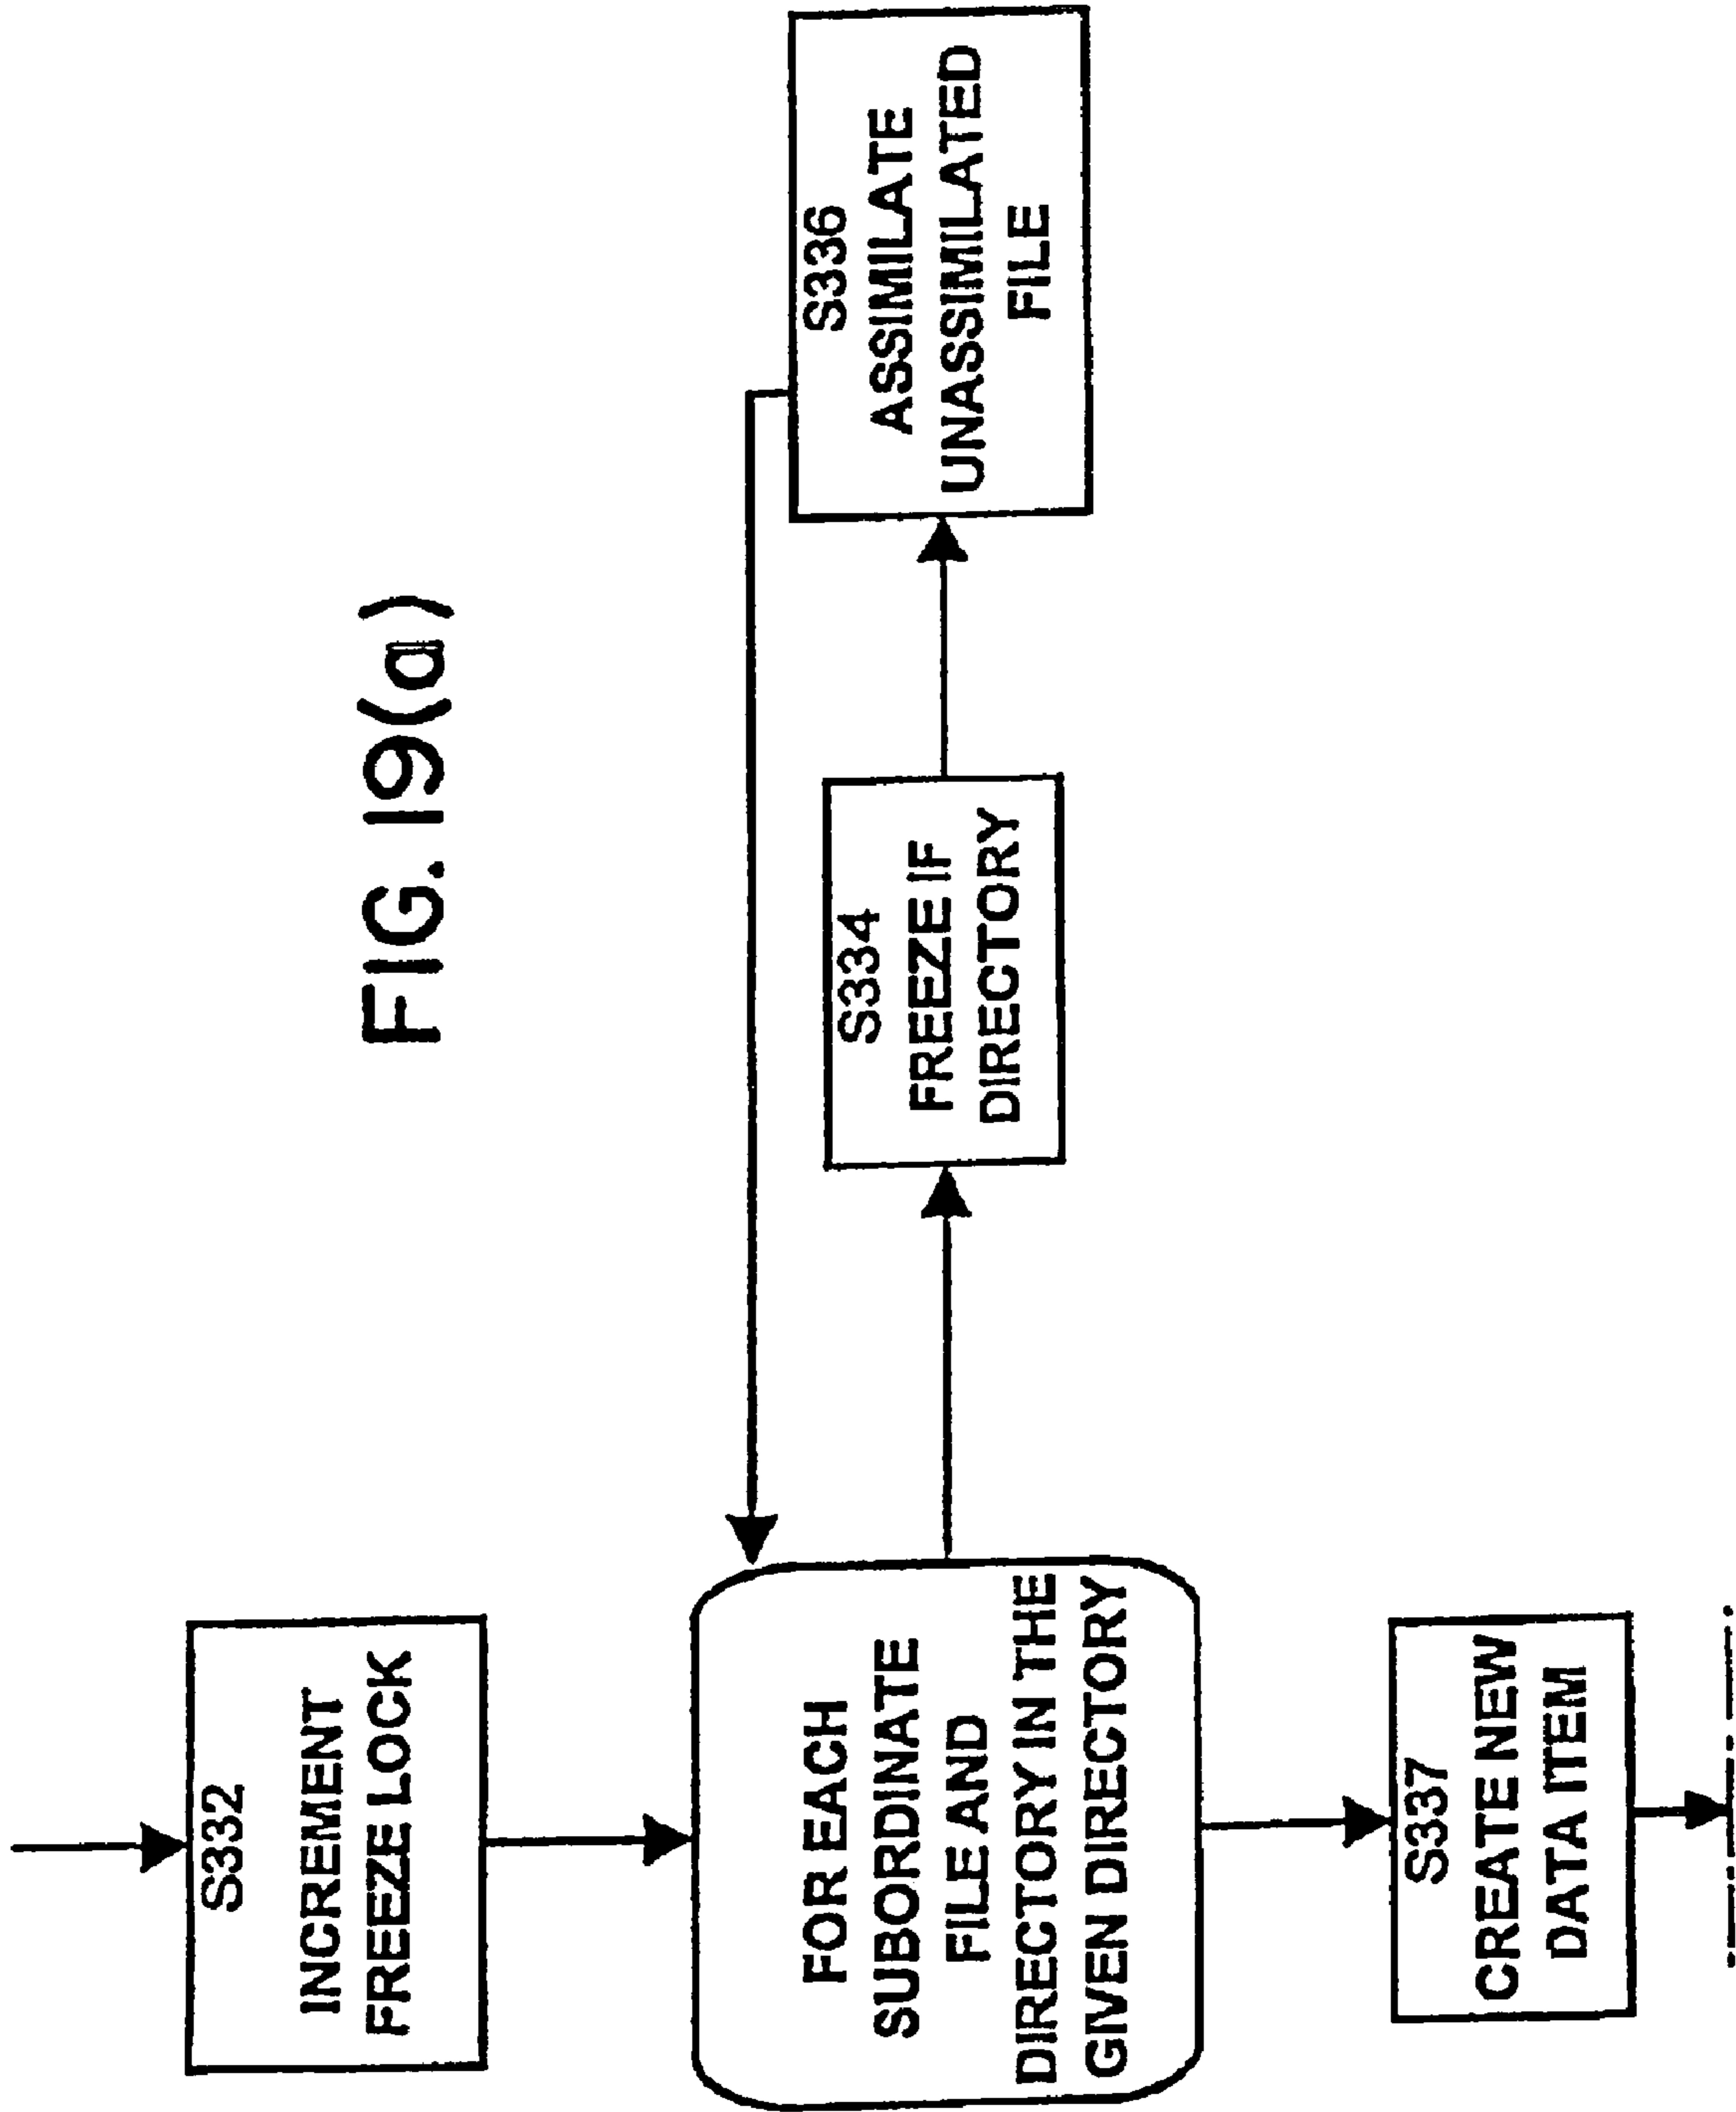 FIG. 19(a)
S332
INCREMENT
FREEZE LOCK
FOR EACH
SUBORDINATE
FILE AND
DIRECTORY IN THE
GIVEN DIRECTORY
S334
FREEZE IF
DIRECTORY
S336
ASSIMILATE
UNASSIMILATED
FILE
S337
CREATE NEW
DATA ITEM